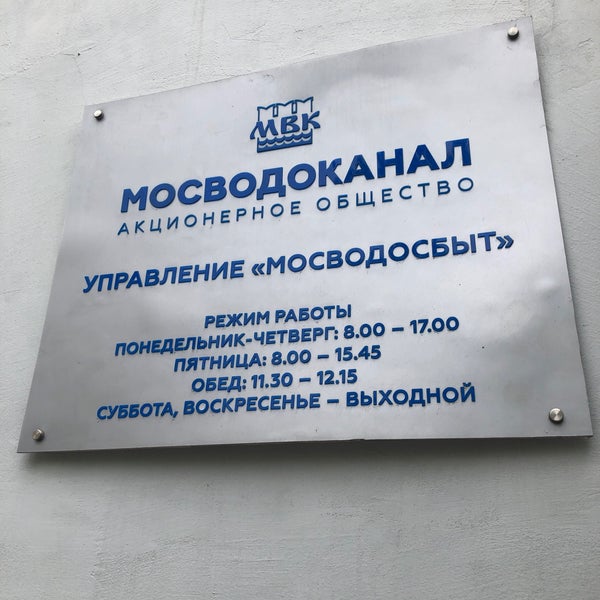 МВК
МОСВОДОКАНАЛ
АКЦИОНЕРНОЕ ОБЩЕСТВО
УПРАВЛЕНИЕ «МОСВОДОСБЫТ»
РЕЖИМ РАБОТЫ
ПОНЕДЕЛЬНИК-ЧЕТВЕРГ: 8.00 – 17.00
ПЯТНИЦА: 8.00 – 15.45
ОБЕД: 11.30 – 12.15
СУББОТА, ВОСКРЕСЕНЬЕ – ВЫХОДНОЙ